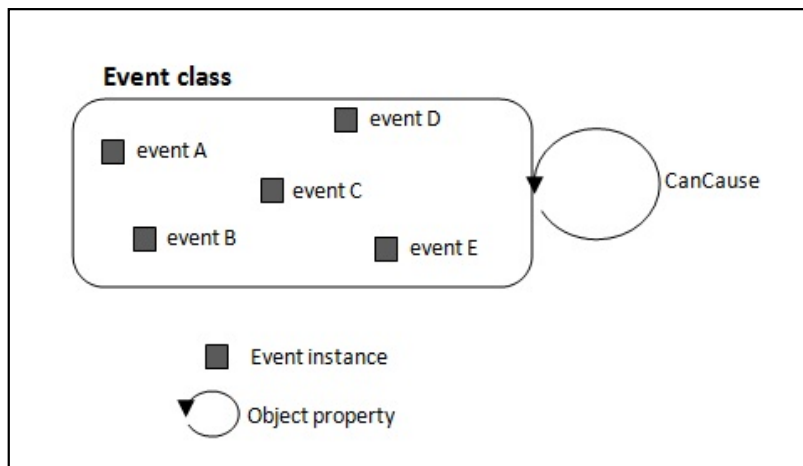 Event class
event D
event A
event C
CanCause
event B
event E
Event instance
Object property